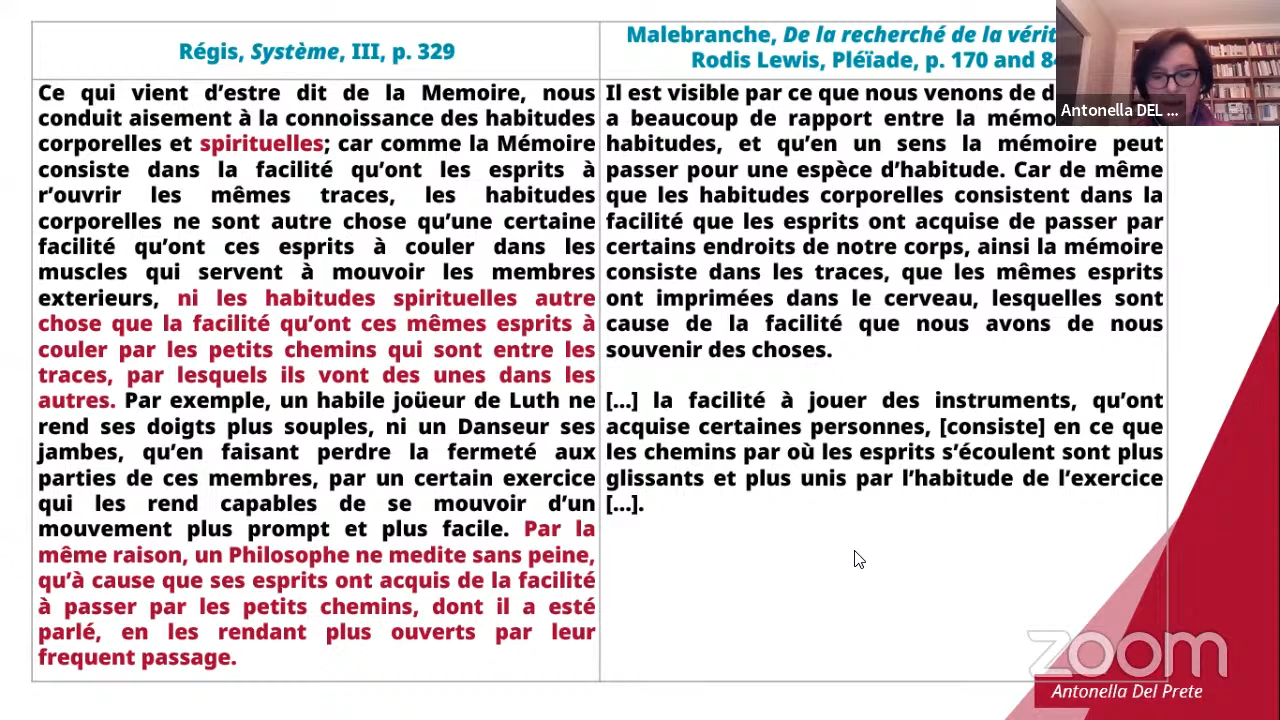 Régis, Système, III, p. 329
Ce qui vient d'estre dit de la Memoire, nous
conduit aisement à la connoissance des habitudes
corporelles et spirituelles; car comme la Mémoire
consiste dans la facilité qu'ont les esprits à
r'ouvrir les mêmes traces, les habitudes
corporelles ne sont autre chose qu'une certaine
facilité qu'ont ces esprits à couler dans les
muscles qui servent à mouvoir les membres
exterieurs, ni les habitudes spirituelles autre
chose que la facilité qu'ont ces mêmes esprits à
couler par les petits chemins qui sont entre les
traces, par lesquels ils vont des unes dans les
autres. Par exemple, un habile joüeur de Luth ne
rend ses doigts plus souples, ni un Danseur ses
jambes, qu'en faisant perdre la fermeté aux
parties de ces membres, par un certain exercice
qui les rend capables de se mouvoir d'un
mouvement plus prompt et plus facile. Par la
même raison, un Philosophe ne medite sans peine,
qu'à cause que ses esprits ont acquis de la facilité
à passer par les petits chemins, dont il a esté
parlé, en les rendant plus ouverts par leur
frequent passage.
Malebranche, De la recherché de la
Rodis Lewis, Pléïade, p. 170 and
Il est visible par ce que nous venons de
a beaucoup de rapport entre la
habitudes, et qu'en un sens la mémoire peut
passer pour une espèce d'habitude. Car de même
que les habitudes corporelles consistent dans la
facilité que les esprits ont acquise de passer par
certains endroits de notre corps, ainsi la mémoire
consiste dans les traces, que les mêmes esprits
ont imprimées dans le cerveau, lesquelles sont
cause de la facilité que nous avons de nous
souvenir des choses.
[...] la facilité à jouer des instruments, qu'ont
acquise certaines personnes, [consiste] en ce que
les chemins par où les esprits s'écoulent sont plus
glissants et plus unis par l'habitude de l'exercice
[...].
Antonella DEL ...
zoom
Antonella Del Prete